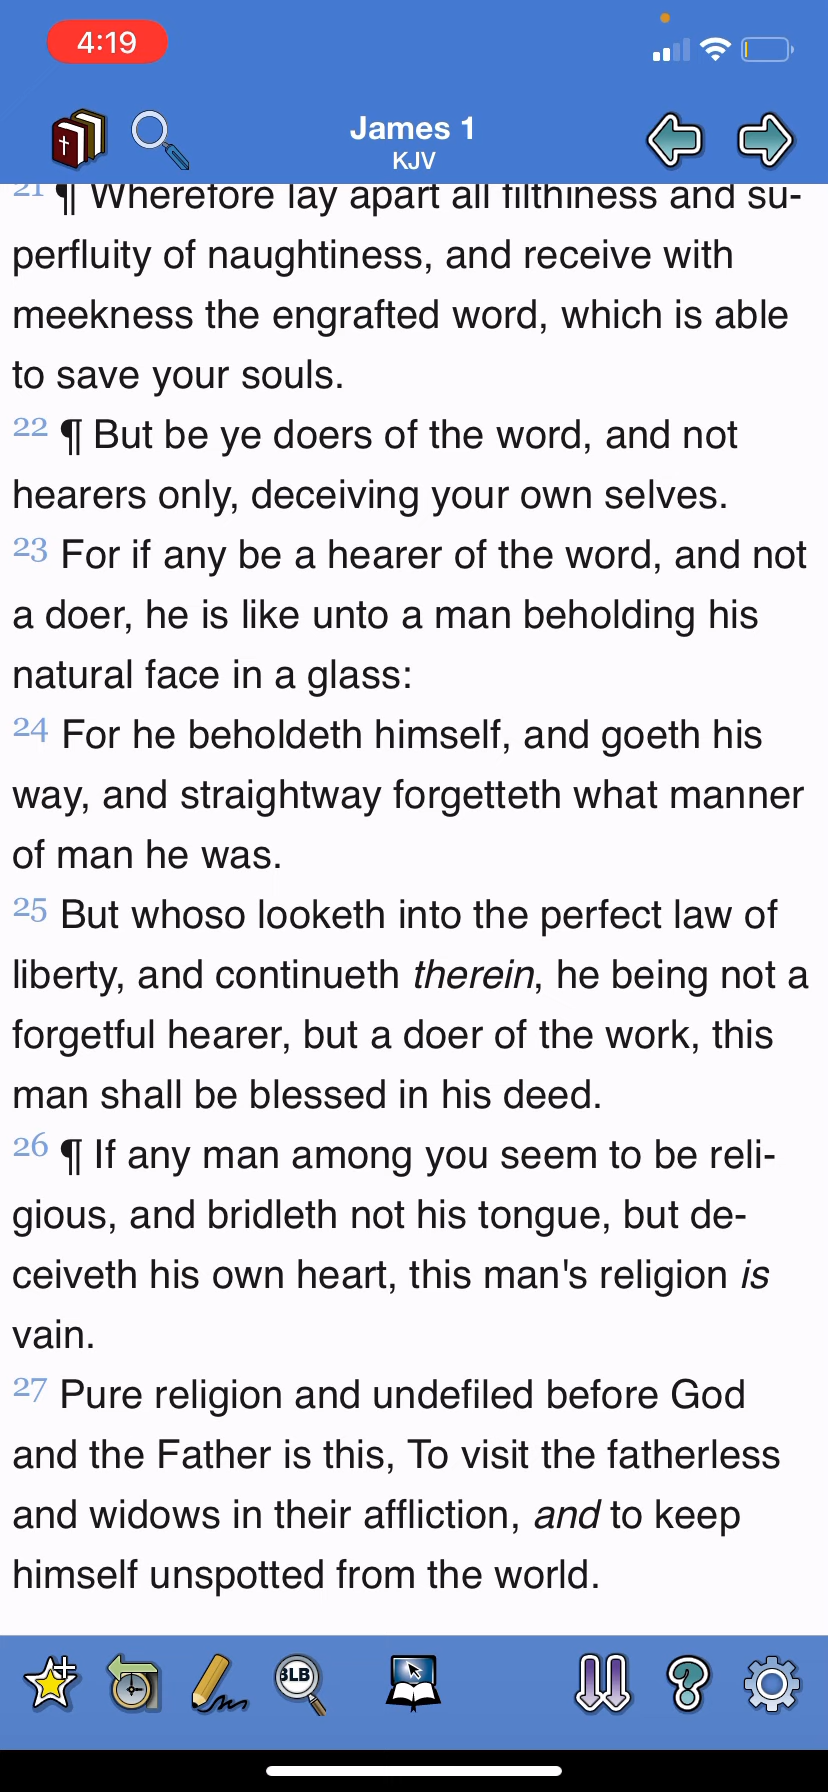 4:19
James 1
KJV
21 ¶ Wherefore lay apart all filthiness and su-
perfluity of naughtiness, and receive with
meekness the engrafted word, which is able
to save your souls.
22 ¶ But be ye doers of the word, and not
hearers only, deceiving your own selves.
23 For if any be a hearer of the word, and not
a doer, he is like unto a man beholding his
natural face in a glass:
24 For he beholdeth himself, and goeth his
way, and straightway forgetteth what manner
of man he was.
25 But whoso looketh into the perfect law of
liberty, and continueth therein, he being not a
forgetful hearer, but a doer of the work, this
man shall be blessed in his deed.
26 ¶ If any man among you seem to be reli-
gious, and bridleth not his tongue, but de-
ceiveth his own heart, this man's religion is
vain.
27 Pure religion and undefiled before God
and the Father is this, To visit the fatherless
and widows in their affliction, and to keep
himself unspotted from the world.
BLB